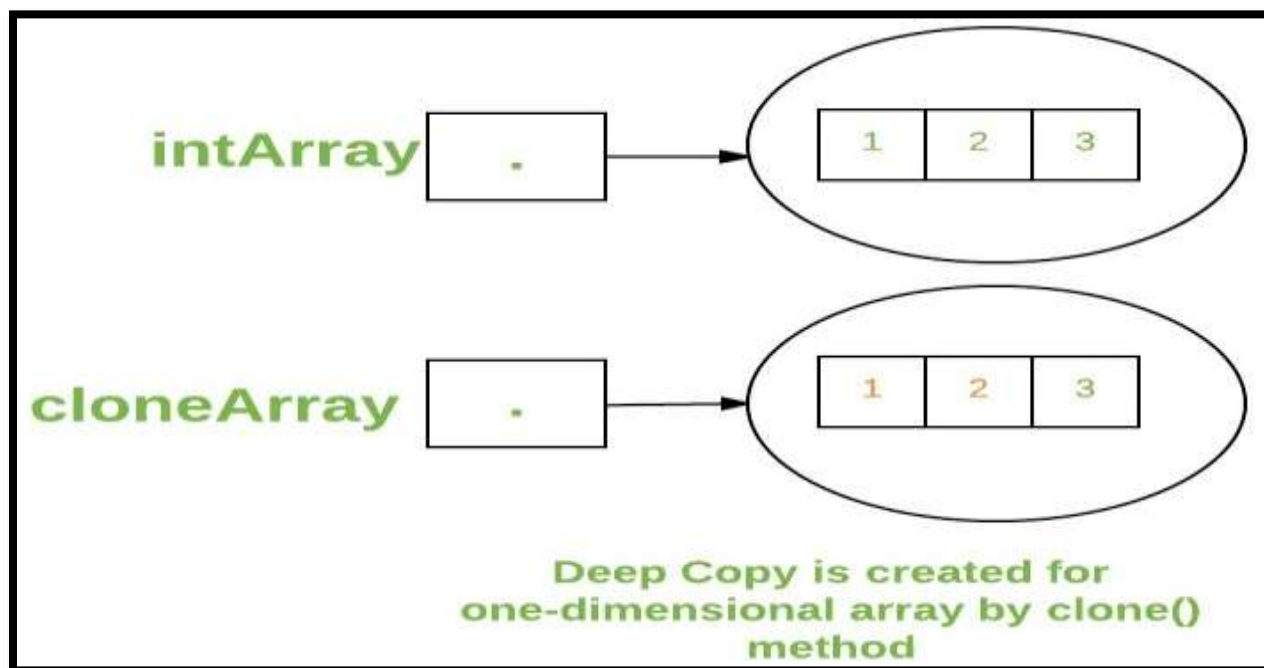 intArray . 1 2 3
cloneArray . 1 2 3
Deep Copy is created for
one-dimensional array by clone()
method